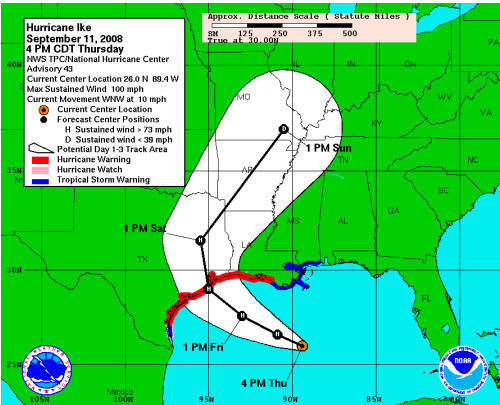 Hurricane Ike
September 11, 2008
4 PM CDT Thursday
NWS TPC/National Hurricane Center
Advisory 43
Current Center Location 26.0 N 89.4 W
Max Sustained Wind 100 mph
Current Movement WNW at 10 mph
Current Center Location
Forecast Center Positions
H Sustained wind > 73 mph
D Sustained wind < 39 mph
Potential Day 1-3 Track Area
Hurricane Warning
Hurricane Watch
Tropical Storm Warning
Approx. Distance Scale ( Statute Miles )
SM 125 250 375 500
True at 30.00N
40N
35N
30N
25N
MO
IL
IN
OH
PA
WV
VA
KY
NC
TN
AR
SC
MS
AL
GA
LA
TX
FL
NM
D
1 PM Sun
H
1 PM Sat
H
H
1 PM Fri
H
4 PM Thu
Mexico
105W
100W
95W
90W
85W
80W
NOAA